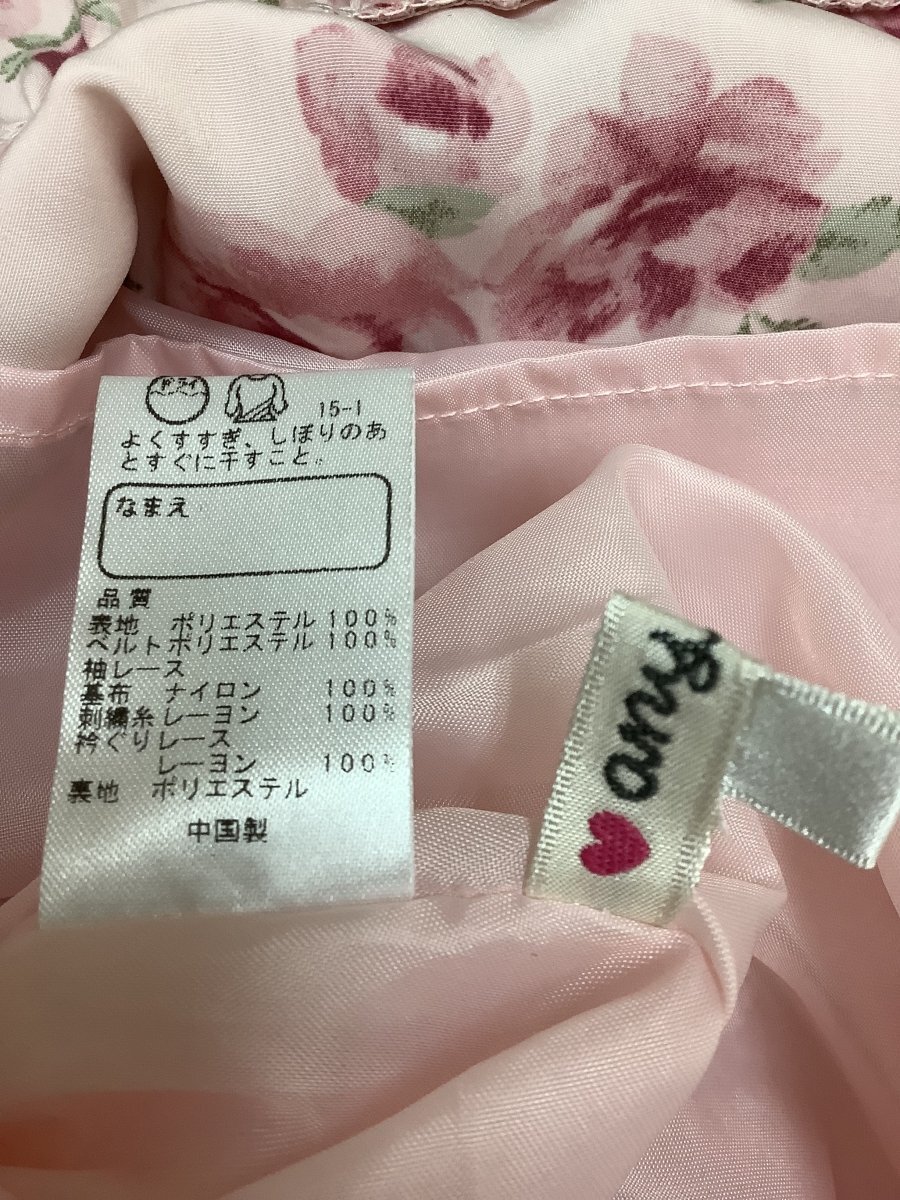 ドライ
15-1
よくすすぎ、しぼりのあ
とすぐに干すこと。
なまえ
品質
表地 ポリエステル 100%
ベルトポリエステル 100%
袖レース
基布 ナイロン 100%
刺繍糸レーヨン 100%
衿ぐりレース
レーヨン 100%
裏地 ポリエステル
中国製
any